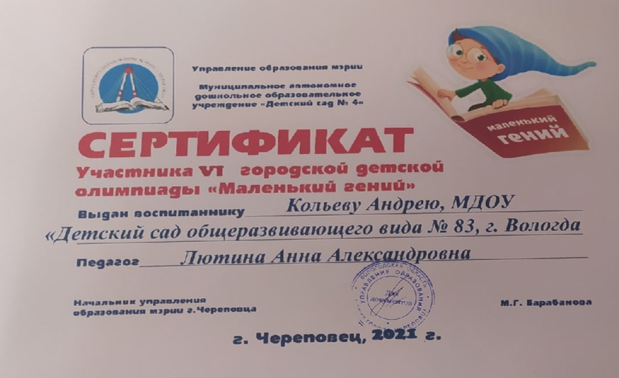 Управление образования мэрии
Муниципальное автономное
дошкольное образовательное
учреждение «Детский сад № 4»
маленький
гений
СЕРТИФИКАТ
Участника VI городской детской
олимпиады «Маленький гений»
Выдан воспитаннику Кольеву Андрею, МДОУ
«Детский сад общеразвивающего вида № 83, г. Вологда
Педагог Лютина Анна Александровна
Для
документов
Начальник управления
образования мэрии г.Череповца
М.Г. Барабанова
г. Череповец, 2021 г.